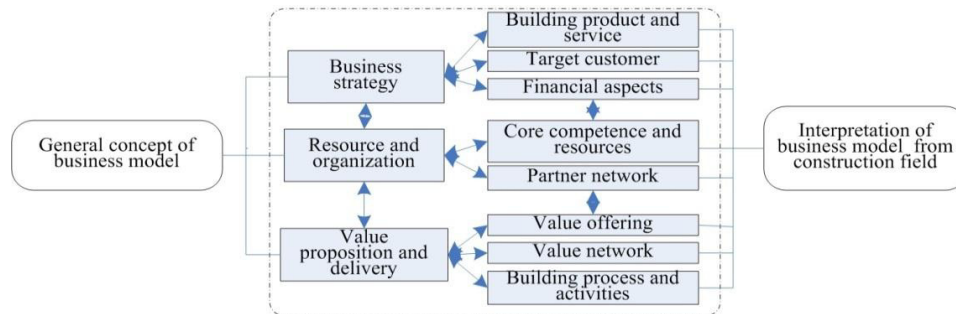 General concept of
business model
Business
strategy
Resource and
organization
Value
proposition and
delivery
Building product and
service
Target customer
Financial aspects
Core competence and
resources
Partner network
Value offering
Value network
Building process and
activities
Interpretation of
business model from
construction field